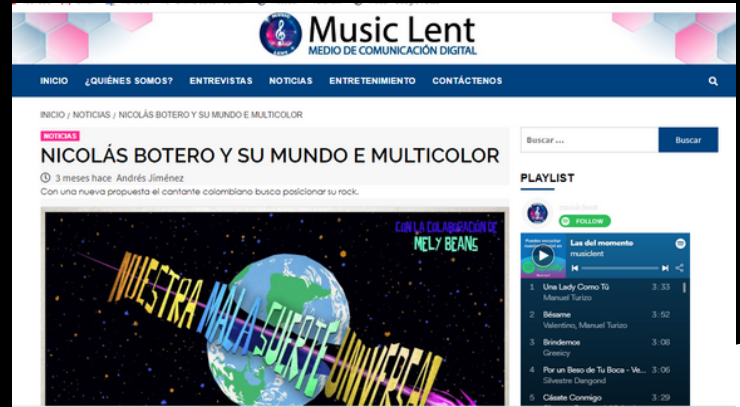 Music Lent
MEDIO DE COMUNICACIÓN DIGITAL
INICIO ¿QUIÉNES SOMOS? ENTREVISTAS NOTICIAS ENTRETENIMIENTO CONTÁCTENOS
INICIO / NOTICIAS / NICOLÁS BOTERO Y SU MUNDO E MULTICOLOR
NOTICIAS
NICOLÁS BOTERO Y SU MUNDO E MULTICOLOR
3 meses hace Andrés Jiménez
Con una nueva propuesta el cantante colombiano busca posicionar su rock.
CON LA COLABORACIÓN DE
MELY BEANS
NUESTRA MALA SUERTE UNIVERSAL
Buscar ...
Buscar
PLAYLIST
FOLLOW
Las del momento
musiclent
1 Una Lady Como Tú 3:33
Manuel Turizo
2 Bésame 3:52
Valentino, Manuel Turizo
3 Brindemos 3:08
Greeicy
4 Por un Beso de Tu Boca - Ve... 3:06
Silvestre Dangond
5 Cásate Conmigo 3:29